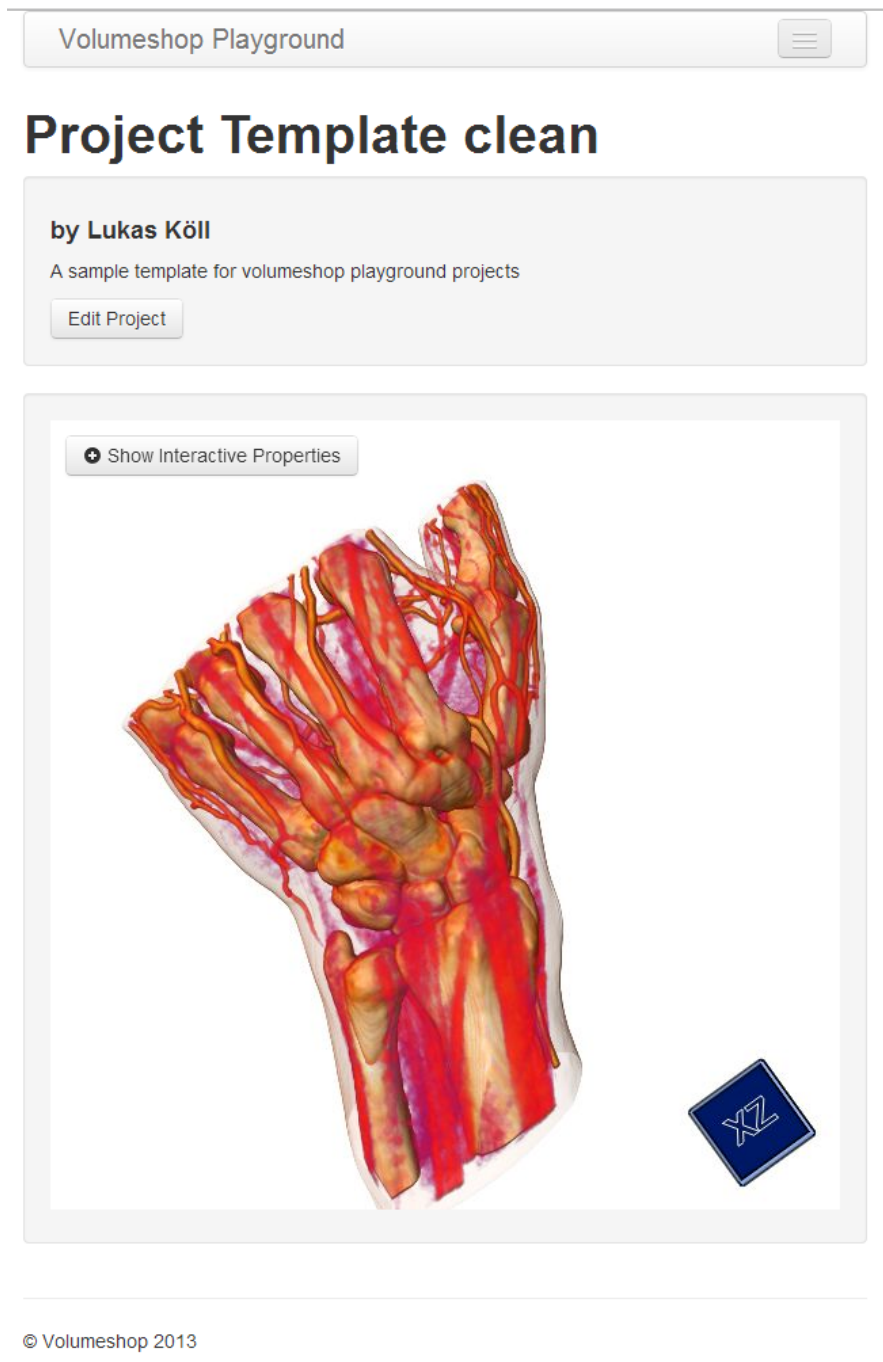 Volumeshop Playground
Project Template clean
by Lukas Köll
A sample template for volumeshop playground projects
Edit Project
Show Interactive Properties
XZ
© Volumeshop 2013